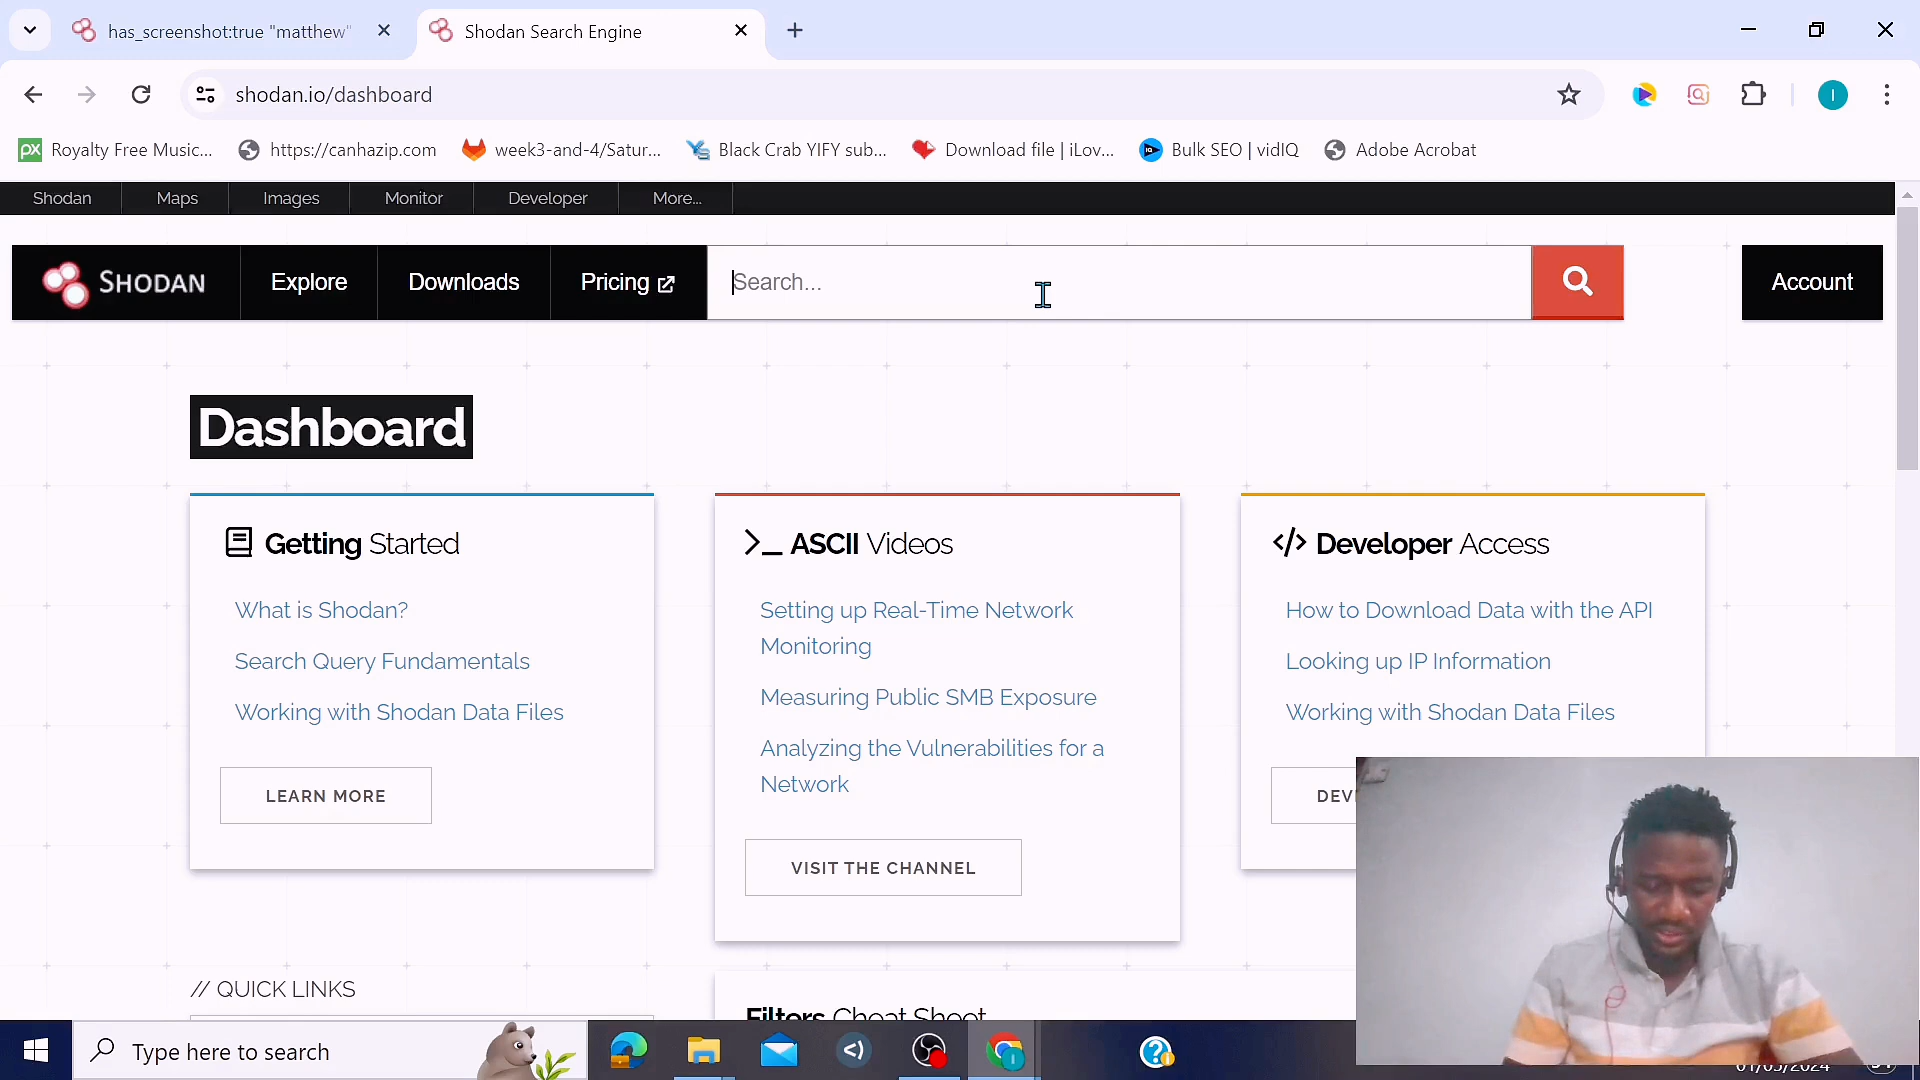 has_screenshot:true "matthew"
Shodan Search Engine
shodan.io/dashboard
I
px
Royalty Free Music...
https://canhazip.com
week3-and-4/Satur...
Black Crab YIFY sub...
Download file | iLov...
Bulk SEO | vidIQ
Adobe Acrobat
Shodan
Maps
Images
Monitor
Developer
More...
SHODAN
Explore
Downloads
Pricing
Search...
Account
Dashboard
Getting Started
What is Shodan?
Search Query Fundamentals
Working with Shodan Data Files
LEARN MORE
>_ ASCII Videos
Setting up Real-Time Network
Monitoring
Measuring Public SMB Exposure
Analyzing the Vulnerabilities for a
Network
VISIT THE CHANNEL
</> Developer Access
How to Download Data with the API
Looking up IP Information
Working with Shodan Data Files
// QUICK LINKS
Filters Cheat Sheet
Type here to search